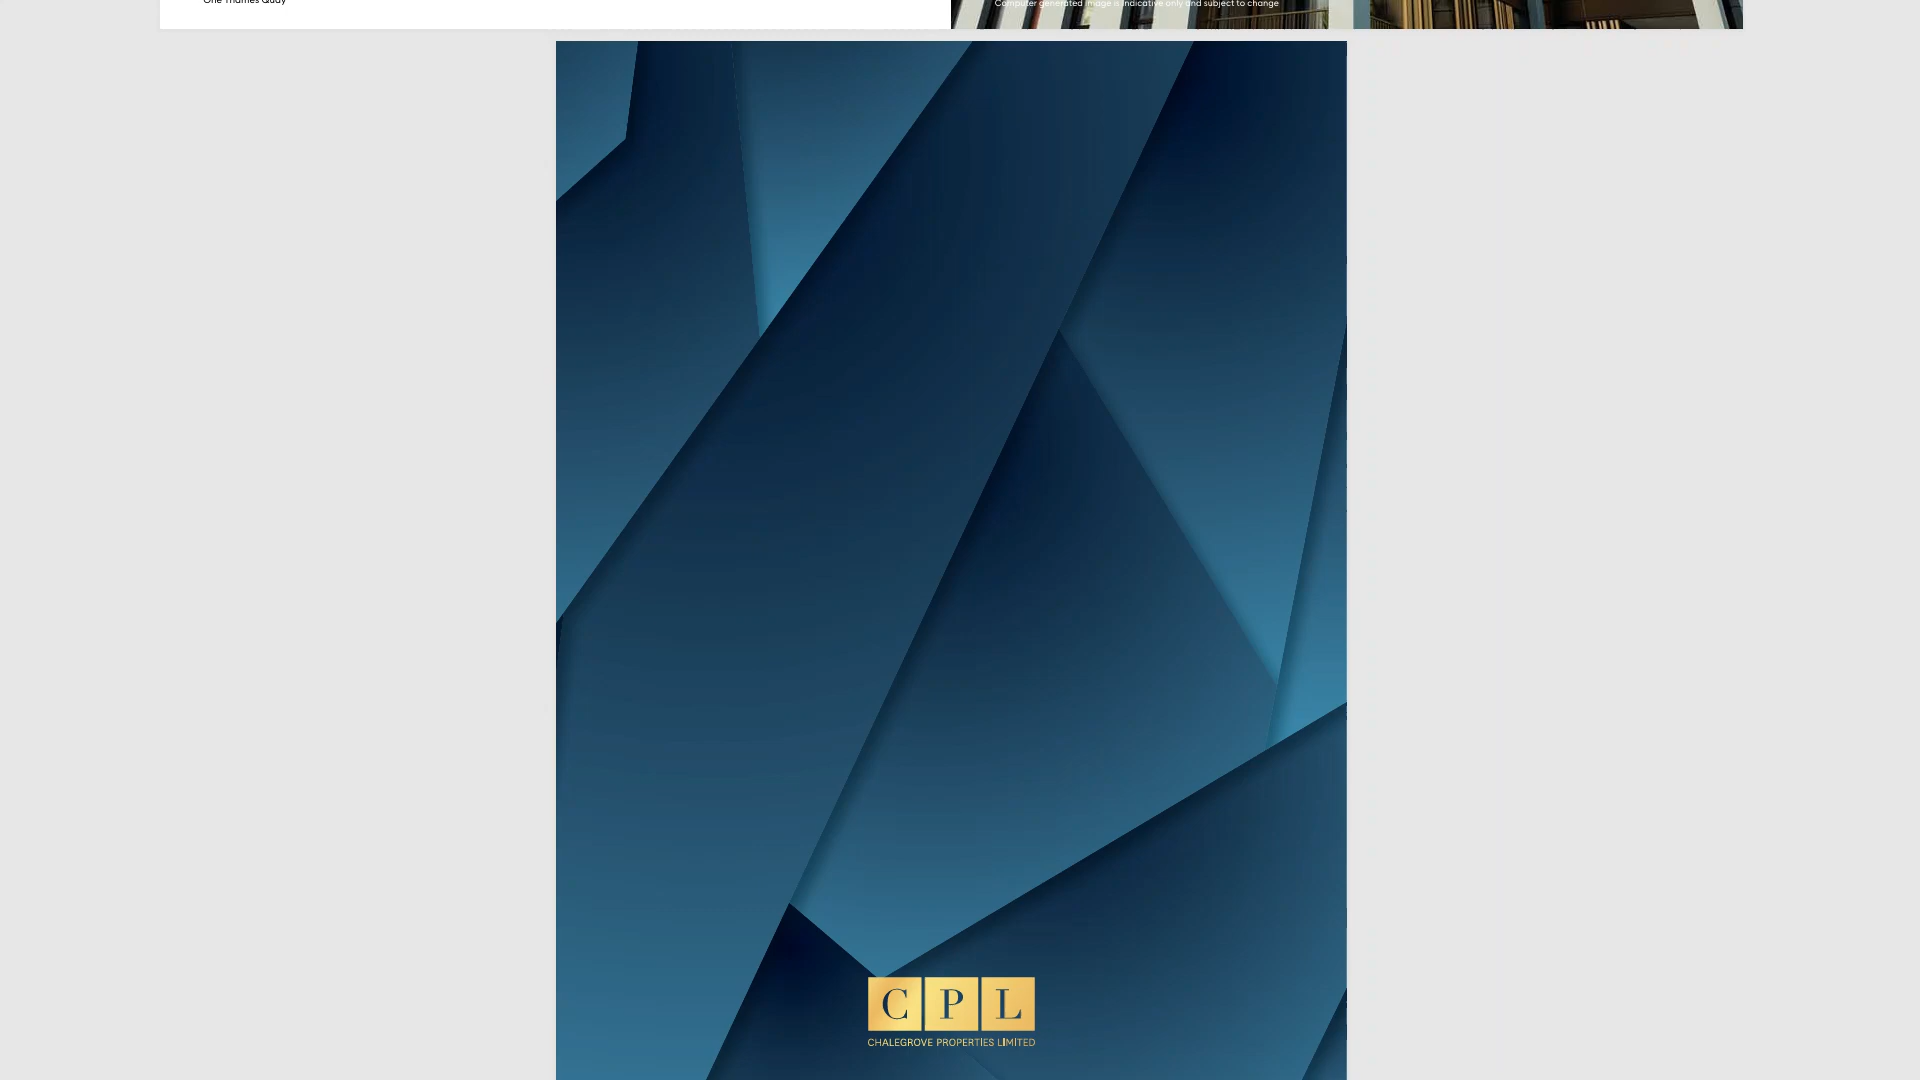 One Thames Quay
Computer generated image is indicative only and subject to change
C P L
CHALEGROVE PROPERTIES LIMITED